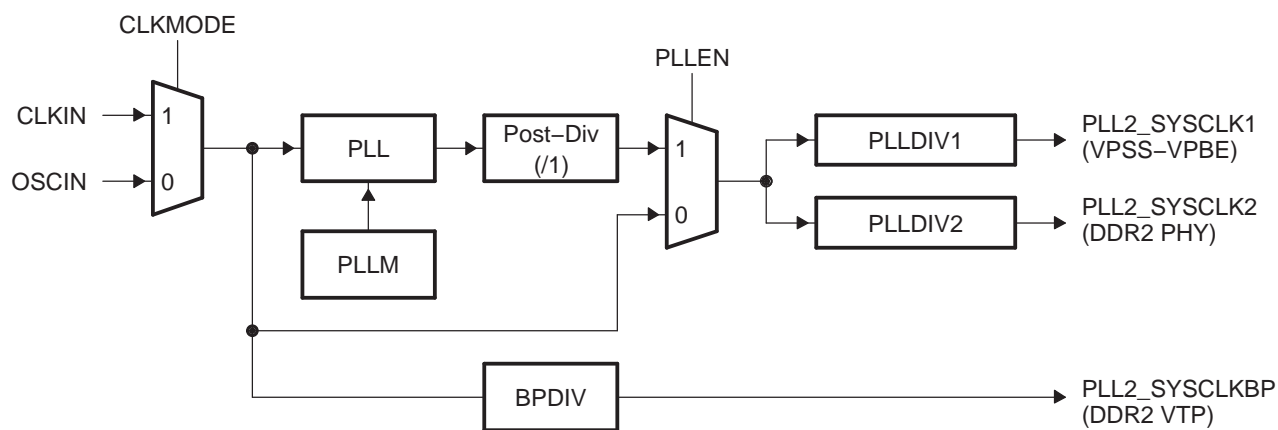 CLKMODE
CLKIN
1
OSCIN
0
PLL
PLLM
Post–Div
(/1)
PLLEN
1
0
PLLDIV1
PLL2_SYSCLK1
(VPSS–VPBE)
PLLDIV2
PLL2_SYSCLK2
(DDR2 PHY)
BPDIV
PLL2_SYSCLKBP
(DDR2 VTP)